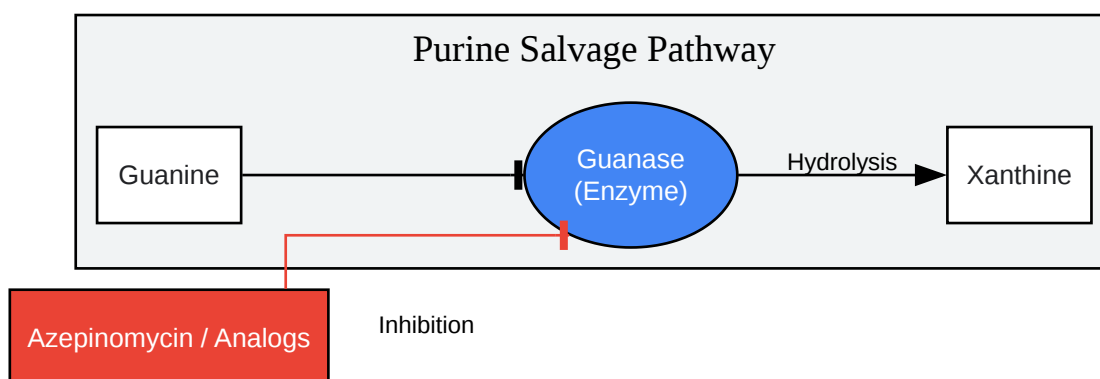 Purine Salvage Pathway
Guanine
Guanase
(Enzyme)
Hydrolysis
Xanthine
Azepinomycin / Analogs
Inhibition